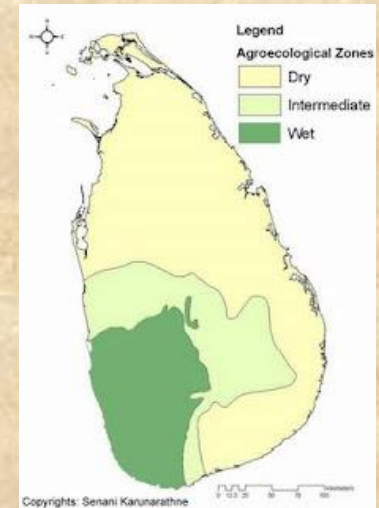 Legend
Agroecological Zones
Dry
Intermediate
Wet
Copyrights: Senani Karunarathne